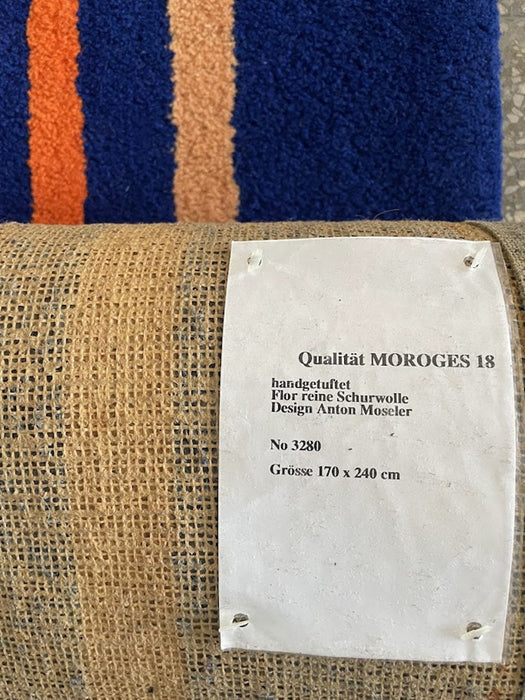 Qualität MOROGES 18
handgetuftet
Flor reine Schurwolle
Design Anton Moseler
No 3280
Grösse 170 x 240 cm